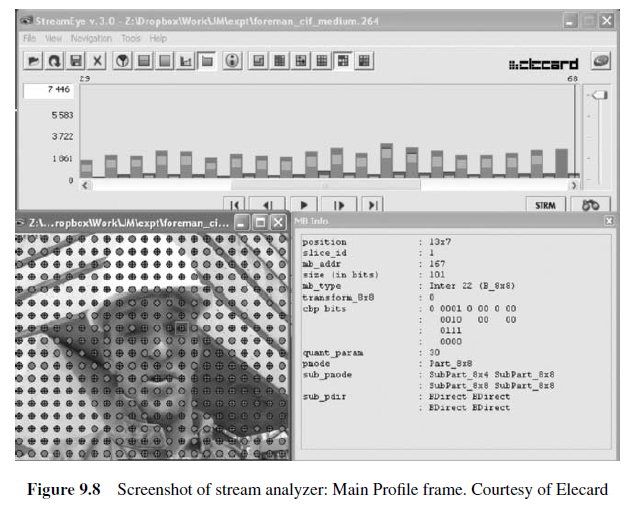 StreamEye v.3.0 - Z:\Dropbox\Work\JM\expt\foreman_cif_medium.264
File View Navigation Tools Help
elecard
29 68
7 446
5 583
3 722
1 861
0
STRM
Z:\...ropbox\Work\JM\expt\foreman_ci...
MB Info
position : 13x7
slice_id : 1
mb_addr : 167
size (in bits) : 101
mb_type : Inter 22 (B_8x8)
transform_8x8 : 0
cbp bits : 0 0001 0 00 0 00
: 0010 00 00
: 0111
: 0000
quant_param : 30
pmode : Part_8x8
sub_pmode : SubPart_8x4 SubPart_8x8
: SubPart_8x8 SubPart_8x8
sub_pdir : BDirect BDirect
: BDirect BDirect
Figure 9.8 Screenshot of stream analyzer: Main Profile frame. Courtesy of Elecard